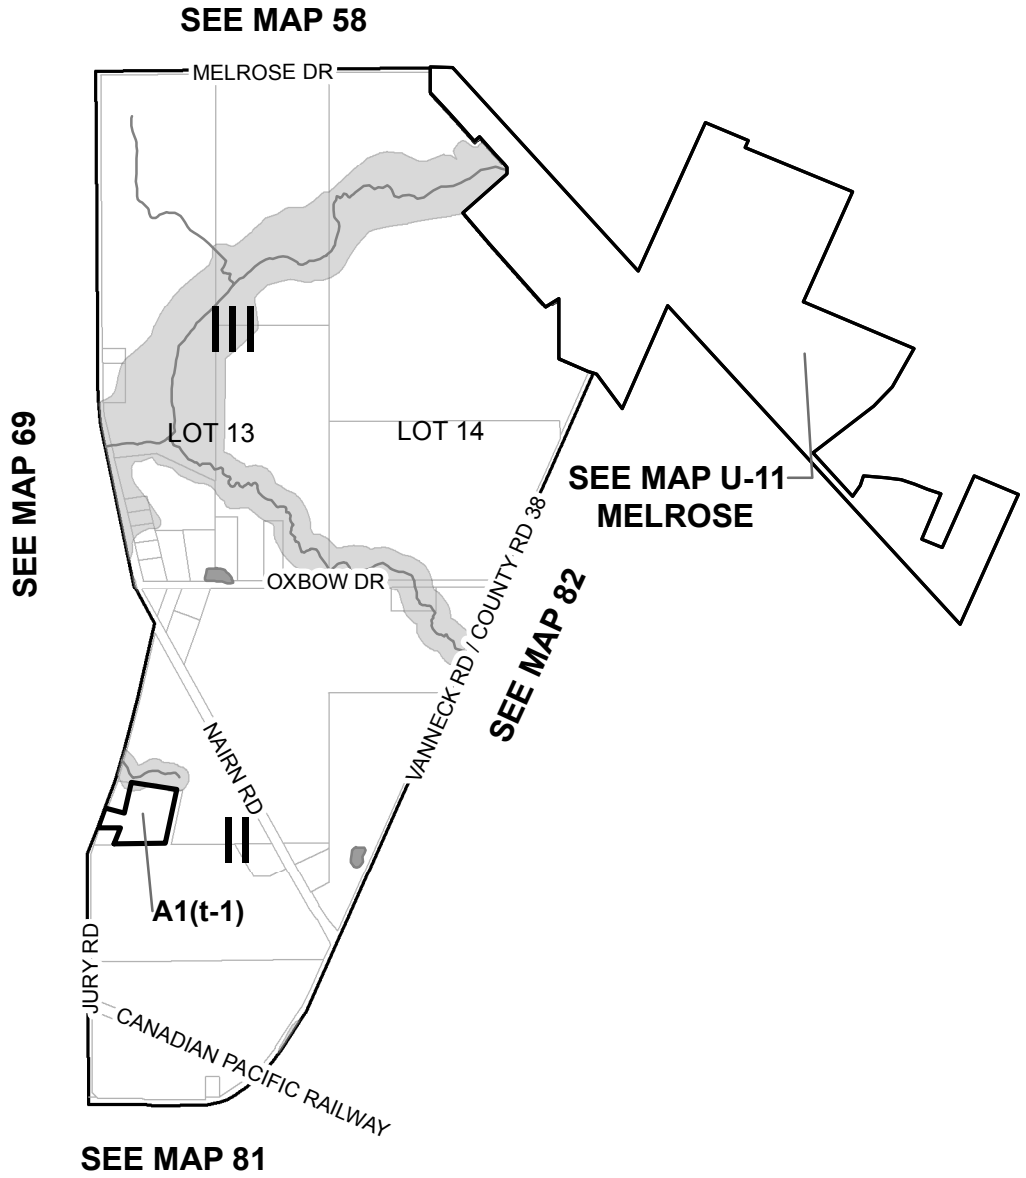 SEE MAP 58
MELROSE DR
III
LOT 13
LOT 14
SEE MAP 69
SEE MAP U-11
MELROSE
OXBOW DR
VANNECK RD / COUNTY RD 38
SEE MAP 82
NAIRN RD
II
A1(t-1)
JURY RD
CANADIAN PACIFIC RAILWAY
SEE MAP 81